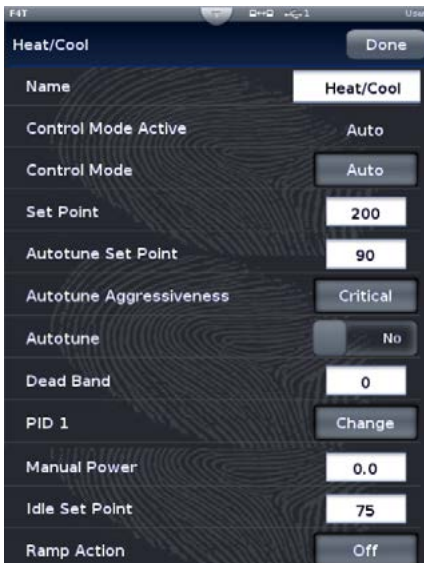 F4T 1 User
Heat/Cool Done
Name Heat/Cool
Control Mode Active Auto
Control Mode Auto
Set Point 200
Autotune Set Point 90
Autotune Aggressiveness Critical
Autotune No
Dead Band 0
PID 1 Change
Manual Power 0.0
Idle Set Point 75
Ramp Action Off